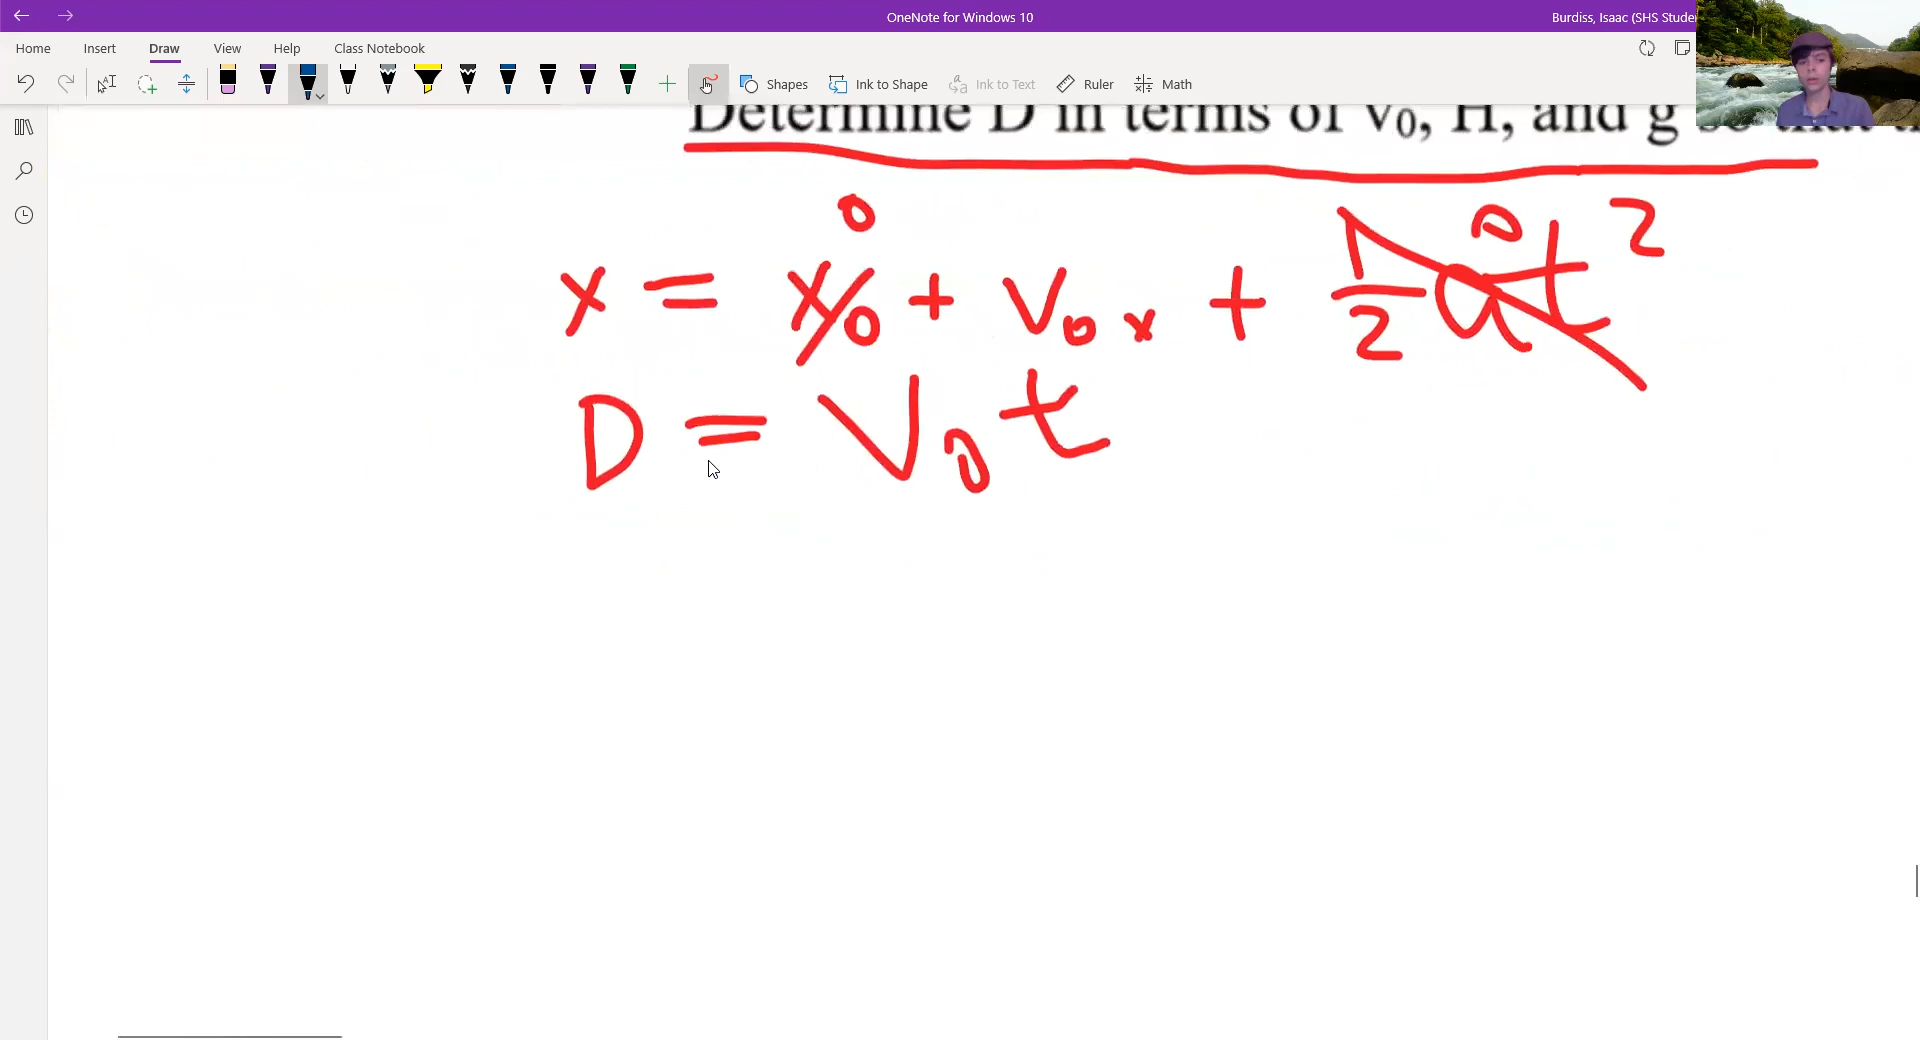 OneNote for Windows 10
Burdiss, Isaac (SHS Stude
Home Insert Draw View Help Class Notebook
Shapes Ink to Shape Ink to Text Ruler Math
Determine D in terms of v₀, H, and g so that t
0 0
x = x₀ + v₀ₓ + 1/2 at²
D = V₀t